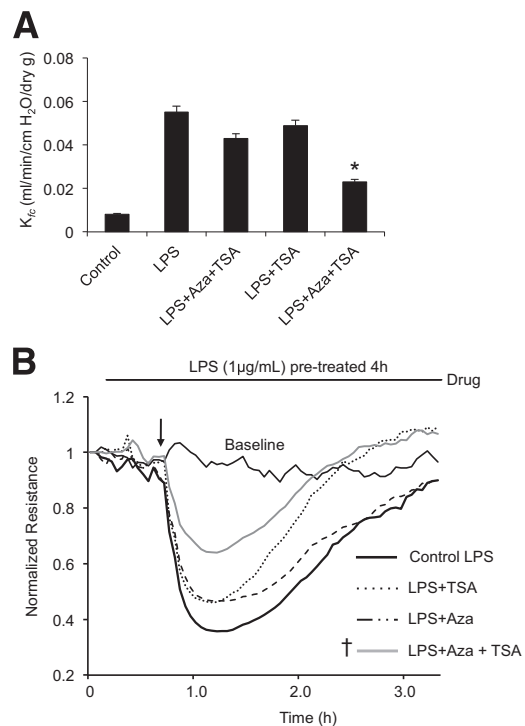 A
0.08
0.06
0.04
0.02
0
K_fc (ml/min/cm H₂O/dry g)
*
Control
LPS
LPS+Aza+TSA
LPS+TSA
LPS+Aza+TSA
B
LPS (1µg/mL) pre-treated 4h
Drug
1.2
1.0
0.8
0.6
0.4
0.2
Normalized Resistance
Baseline
Control LPS
LPS+TSA
LPS+Aza
† LPS+Aza + TSA
0 1.0 2.0 3.0
Time (h)